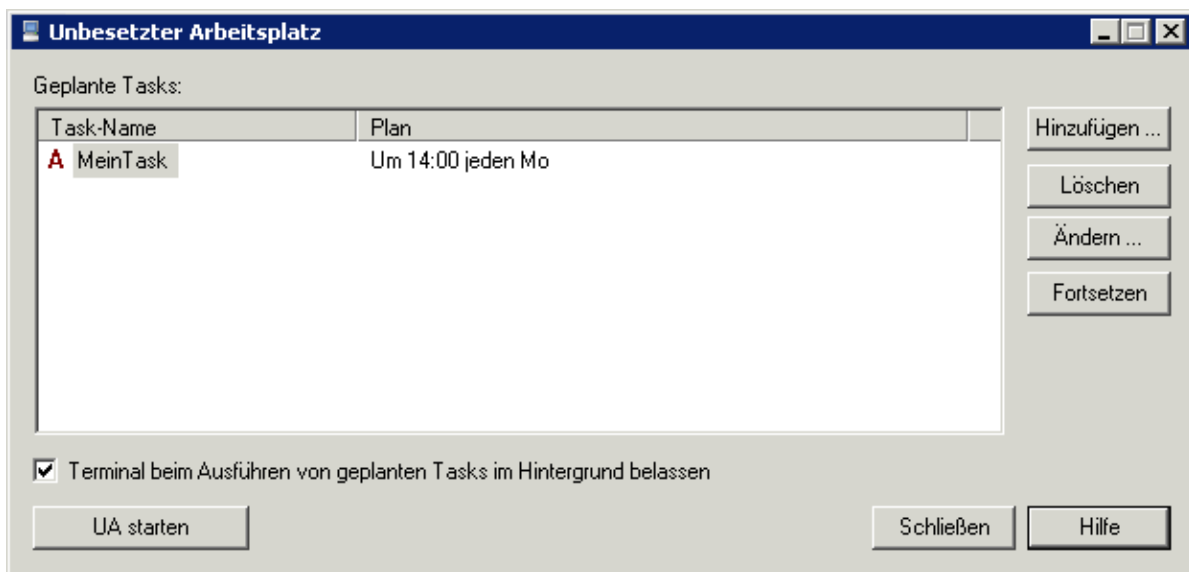 Unbesetzter Arbeitsplatz
Geplante Tasks:
Task-Name Plan
A MeinTask Um 14:00 jeden Mo
Hinzufügen ...
Löschen
Ändern ...
Fortsetzen
Terminal beim Ausführen von geplanten Tasks im Hintergrund belassen
UA starten Schließen Hilfe